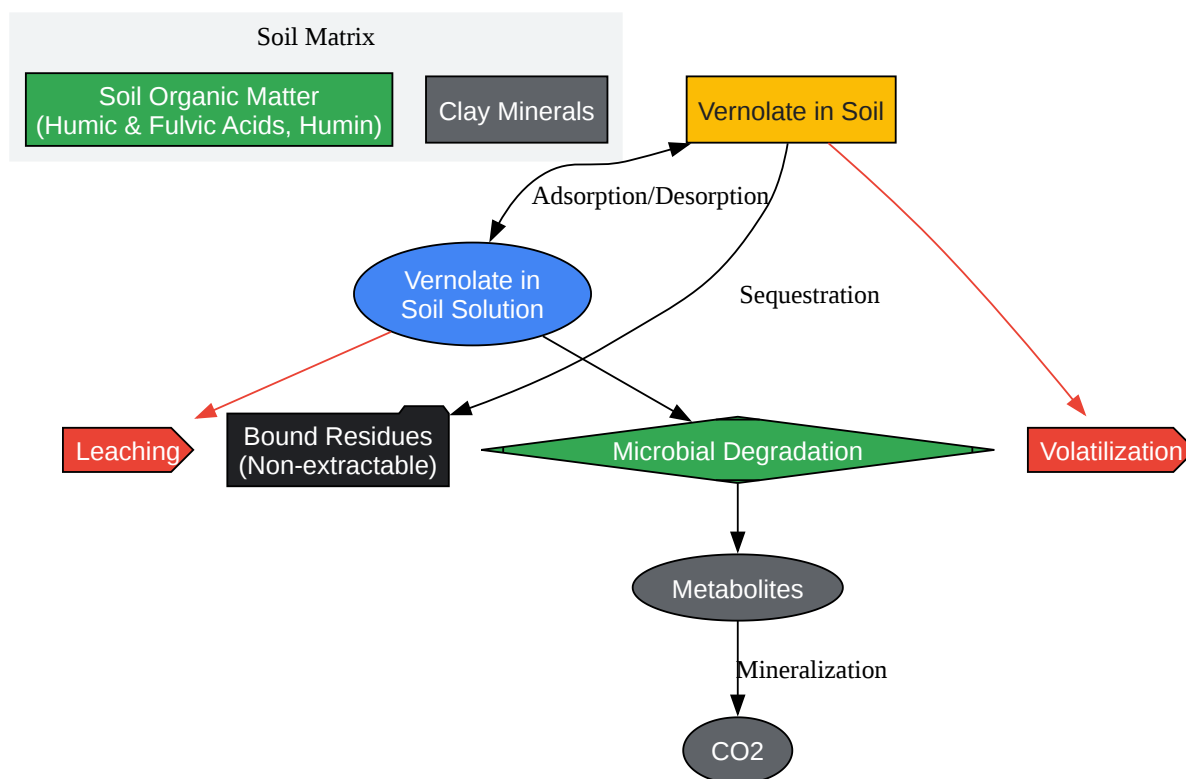 Soil Matrix
Soil Organic Matter
(Humic & Fulvic Acids, Humin)
Clay Minerals
Vernolate in Soil
Adsorption/Desorption
Vernolate in
Soil Solution
Sequestration
Leaching
Bound Residues
(Non-extractable)
Microbial Degradation
Volatilization
Metabolites
Mineralization
CO2